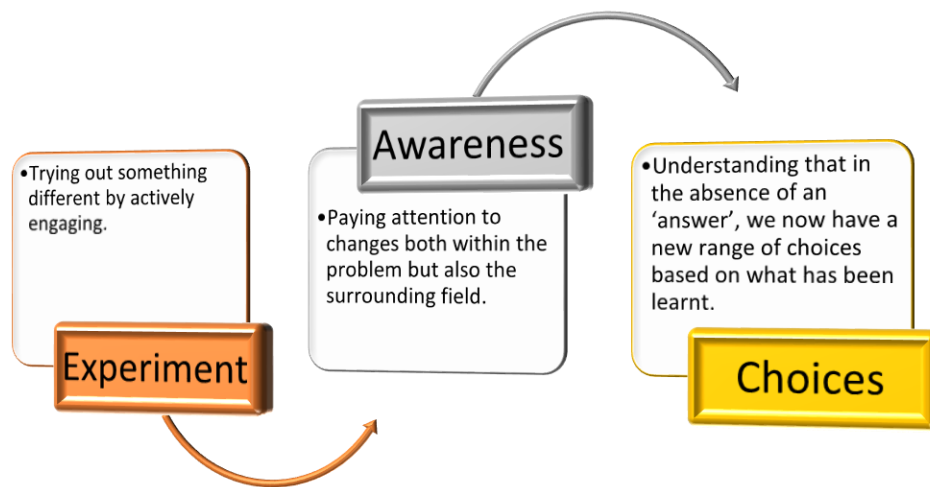 •Trying out something
different by actively
engaging.
Experiment
Awareness
•Paying attention to
changes both within the
problem but also the
surrounding field.
•Understanding that in
the absence of an
‘answer’, we now have a
new range of choices
based on what has been
learnt.
Choices